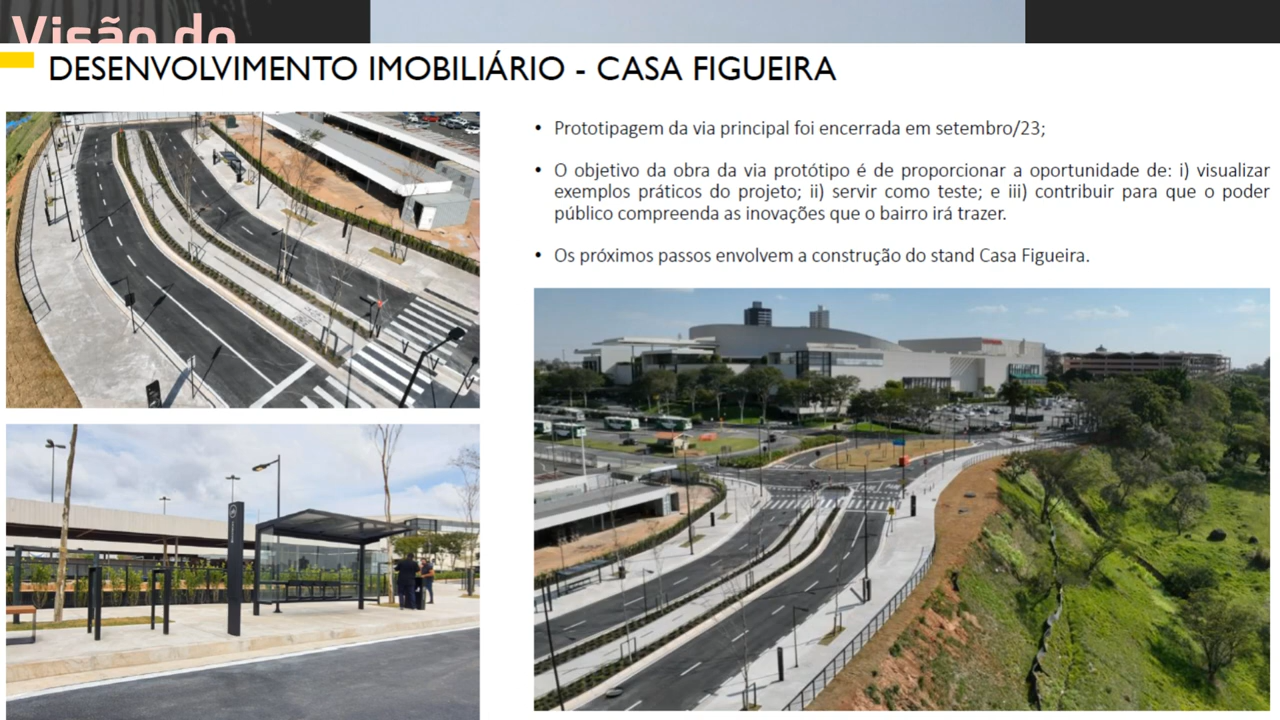 Visão do
DESENVOLVIMENTO IMOBILIÁRIO - CASA FIGUEIRA
• Prototipagem da via principal foi encerrada em setembro/23;
• O objetivo da obra da via protótipo é de proporcionar a oportunidade de: i) visualizar
exemplos práticos do projeto; ii) servir como teste; e iii) contribuir para que o poder
público compreenda as inovações que o bairro irá trazer.
• Os próximos passos envolvem a construção do stand Casa Figueira.